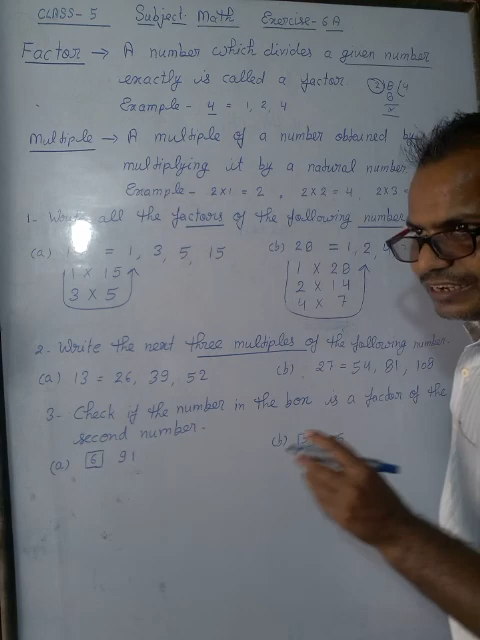 CLASS-5 Subject-Math Exercise-6A
Factor → A number which divides a given number
exactly is called a factor.
Example - 4 = 1, 2, 4
2) 8 (4
8
Multiple → A multiple of a number obtained by
multiplying it by a natural number
Example - 2×1 = 2 , 2×2 = 4, 2×3 =
1- Write all the factors of the following number
(a) = 1, 3, 5, 15 (b) 28 = 1, 2,
1 × 15
3 × 5
1 × 28
2 × 14
4 × 7
2- Write the next three multiples of the following number.
(a) 13 = 26, 39, 52 (b) 27 = 54, 81, 108
3- Check if the number in the box is a factor of the
second number.
(a) 6 91 (b)